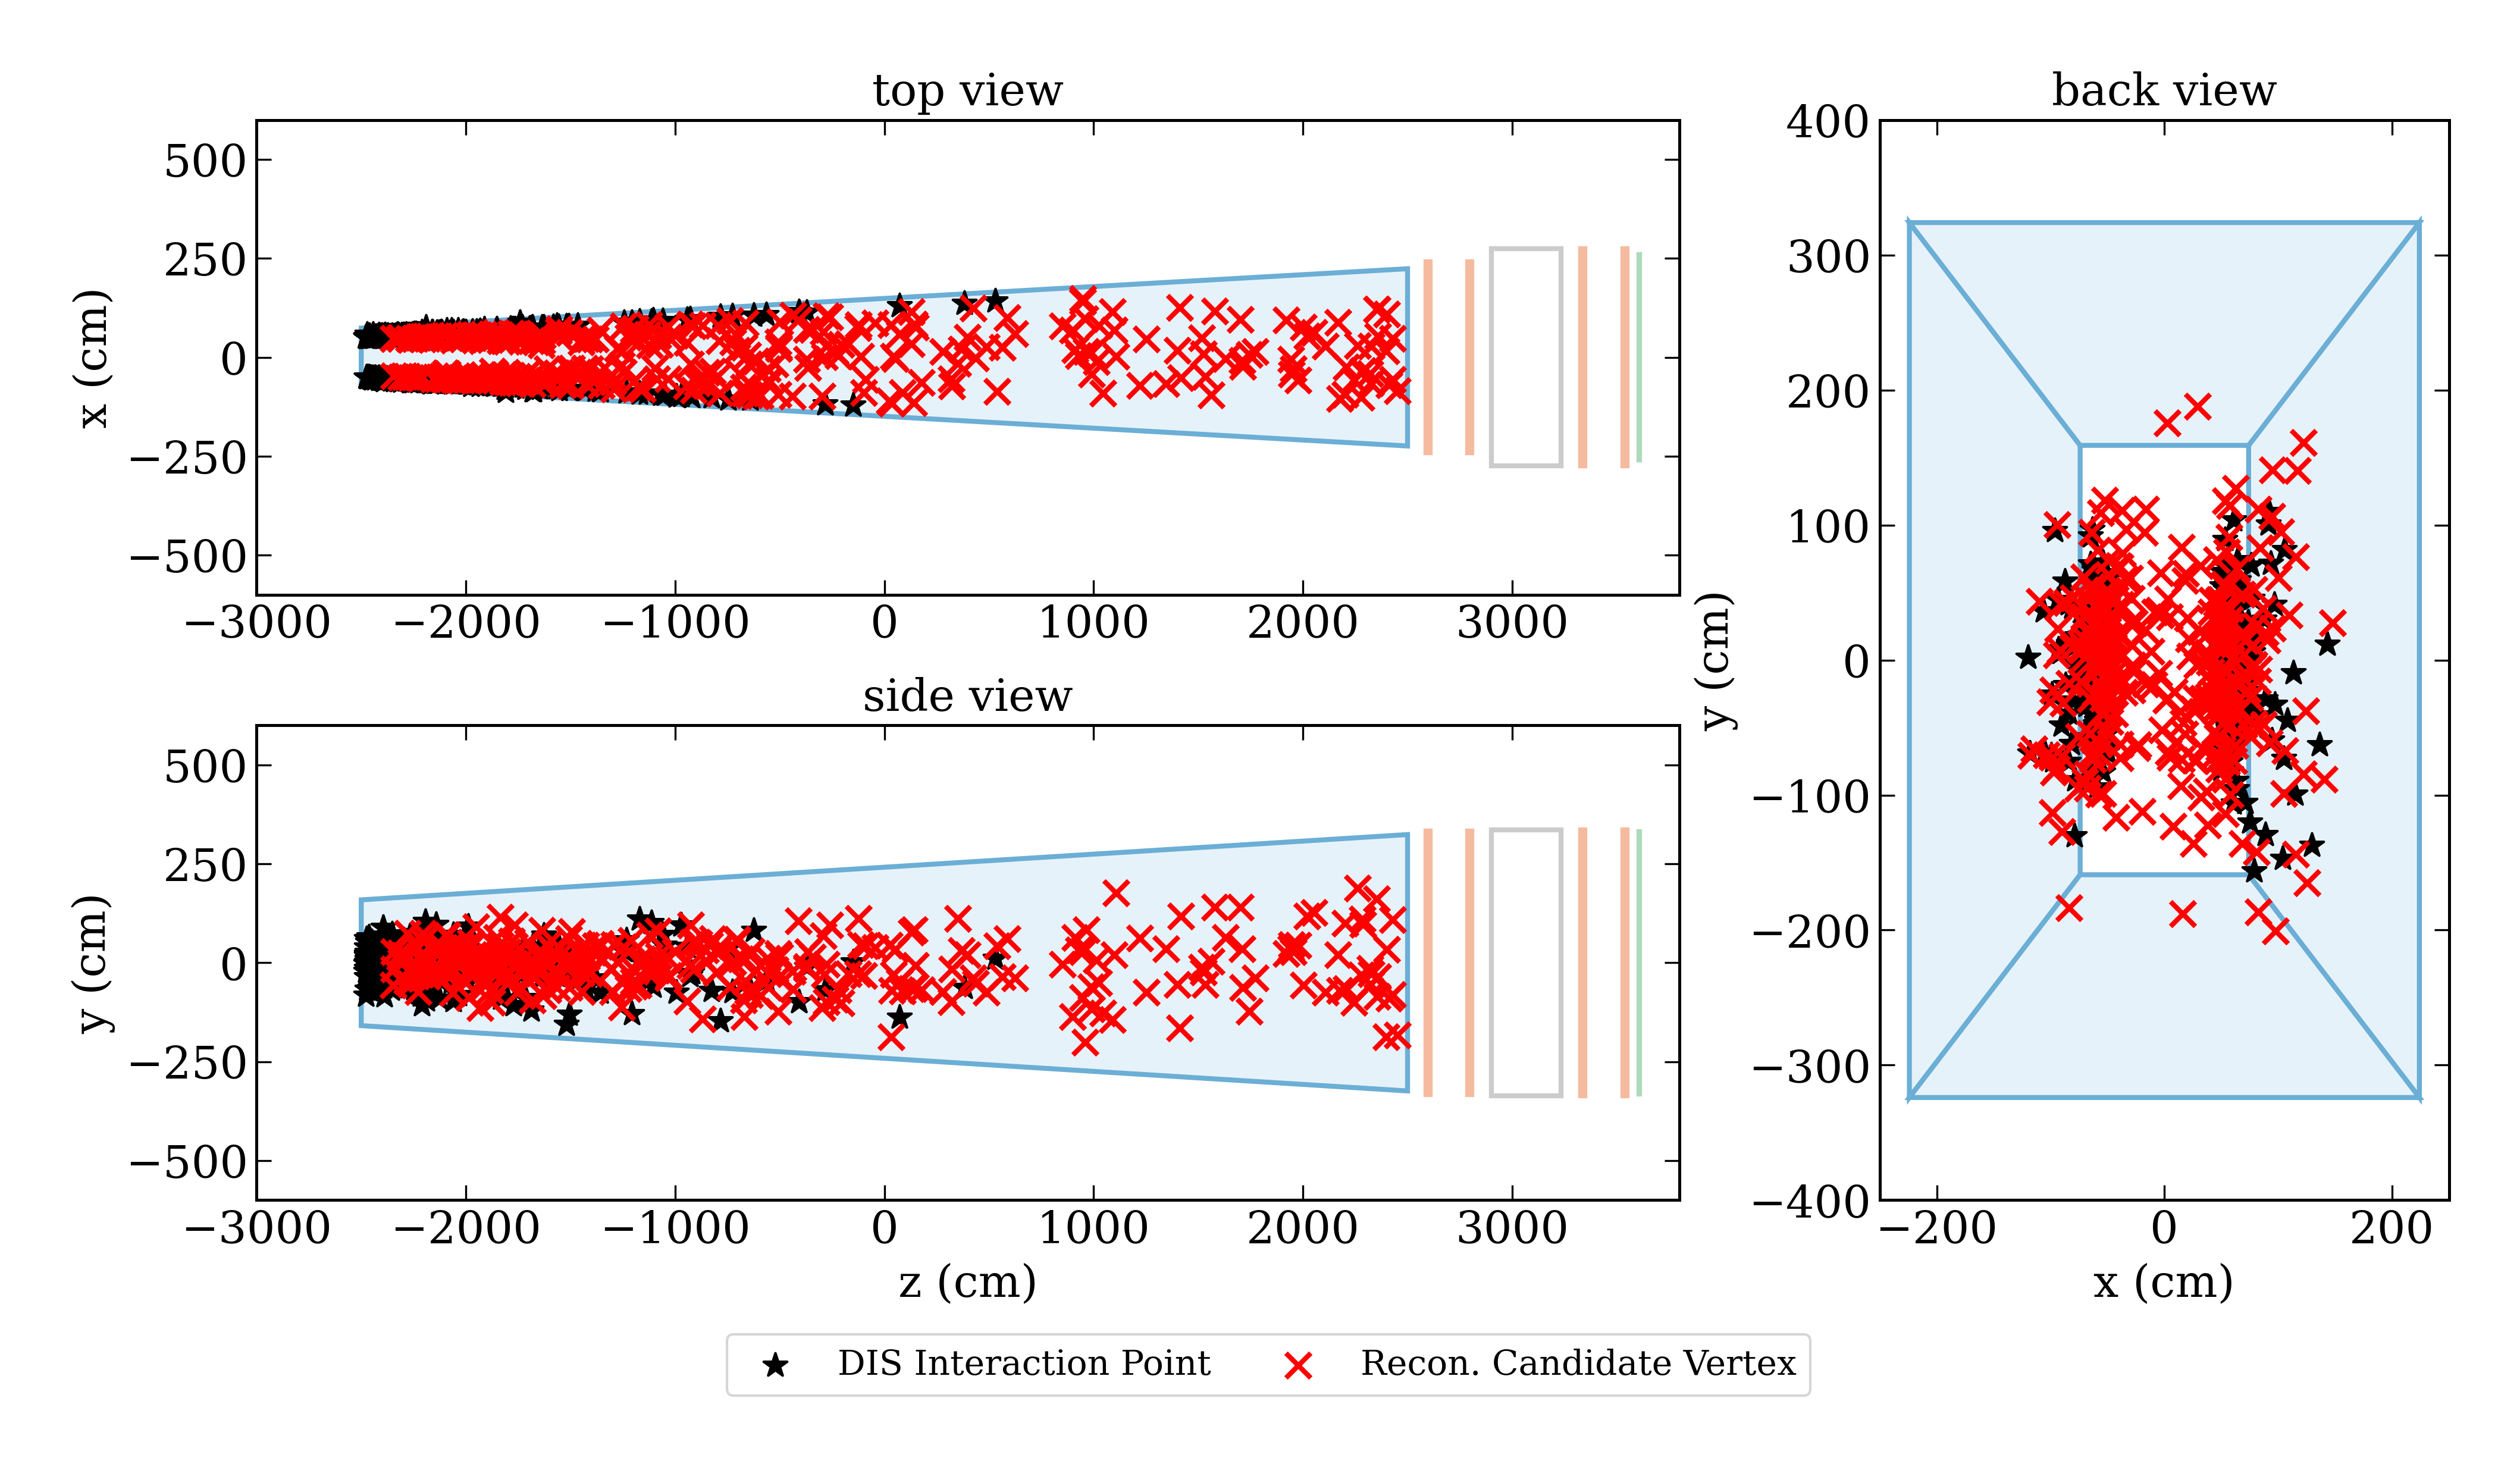 top view
500
250
0
−250
−500
x (cm)
−3000 −2000 −1000 0 1000 2000 3000
side view
500
250
0
−250
−500
y (cm)
−3000 −2000 −1000 0 1000 2000 3000
z (cm)
back view
400
300
200
100
0
−100
−200
−300
−400
y (cm)
−200 0 200
x (cm)
DIS Interaction Point
Recon. Candidate Vertex